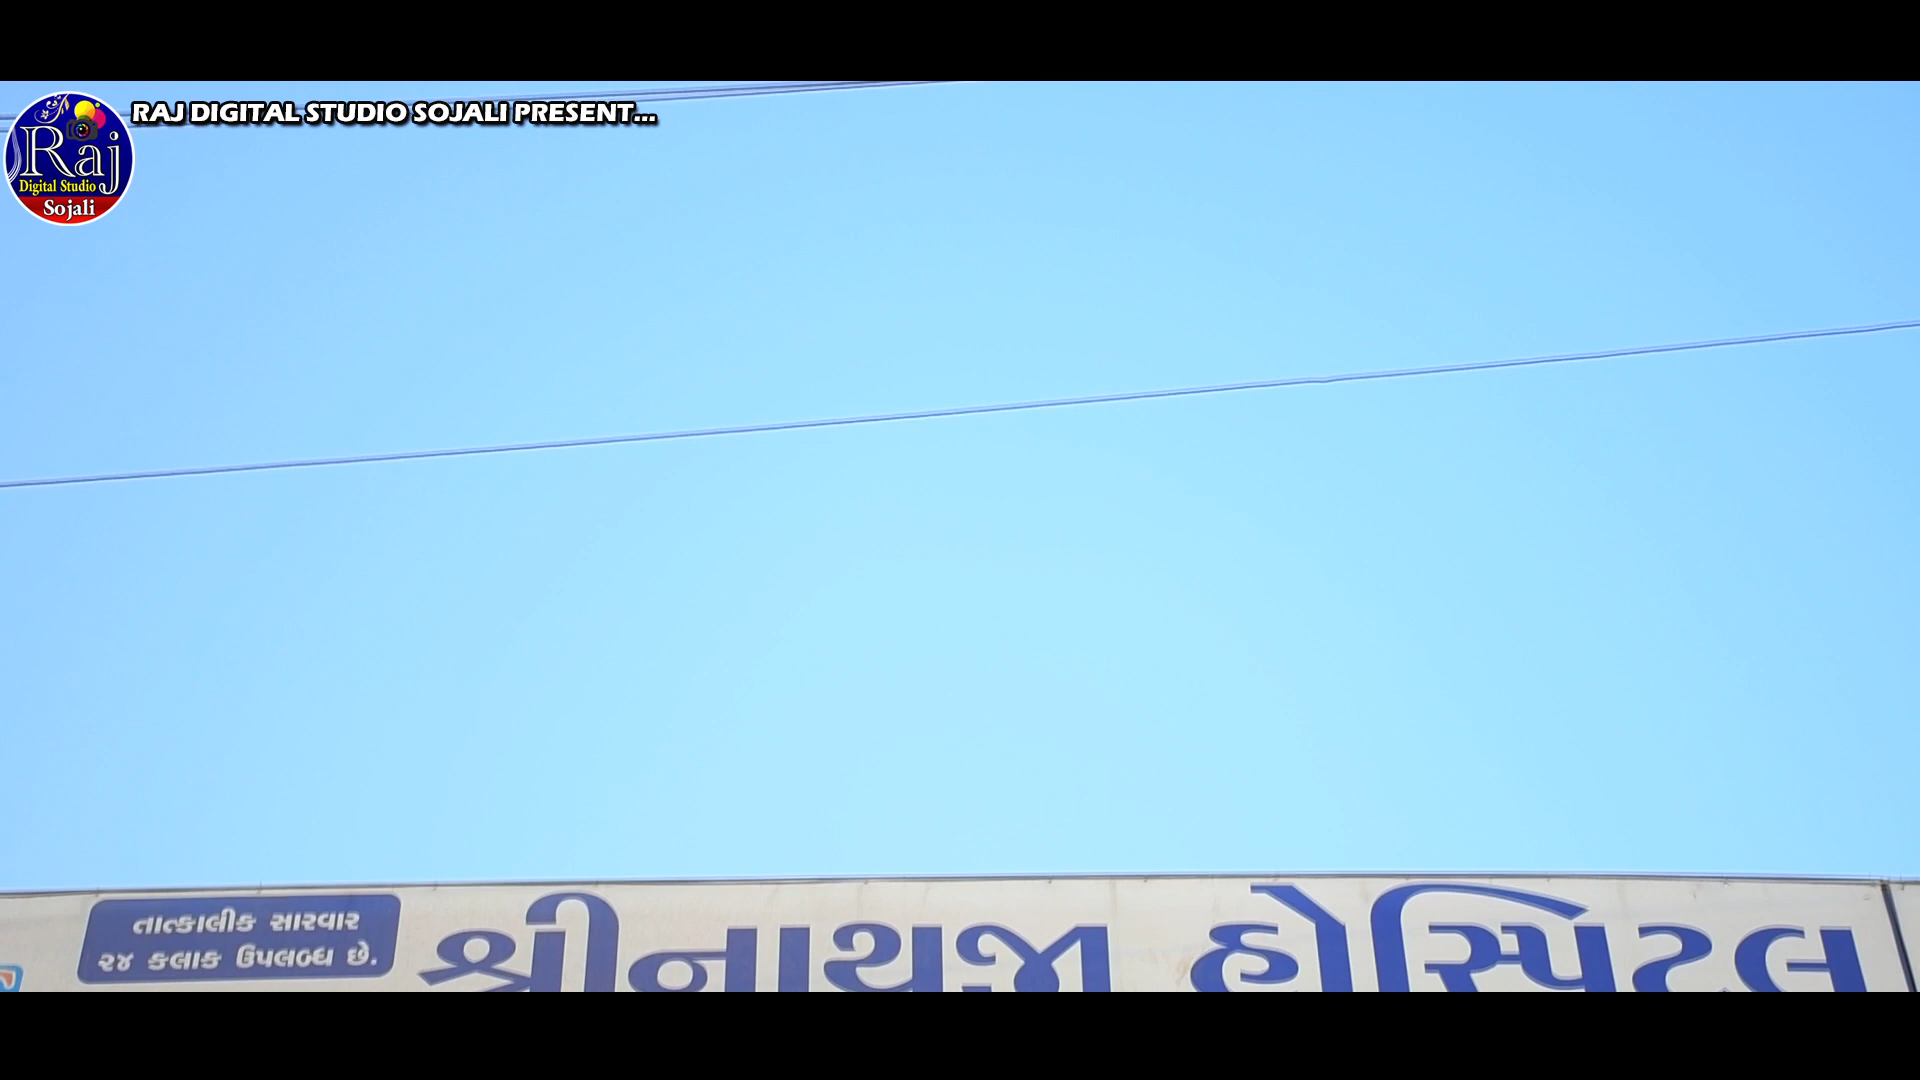 RAJ DIGITAL STUDIO SOJALI PRESENT...
Raj
Digital Studio
Sojali
તાત્કાલીક સારવાર
૨૪ કલાક ઉપલબ્ધ છે.
શ્રીનાથજી હોસ્પિટલ